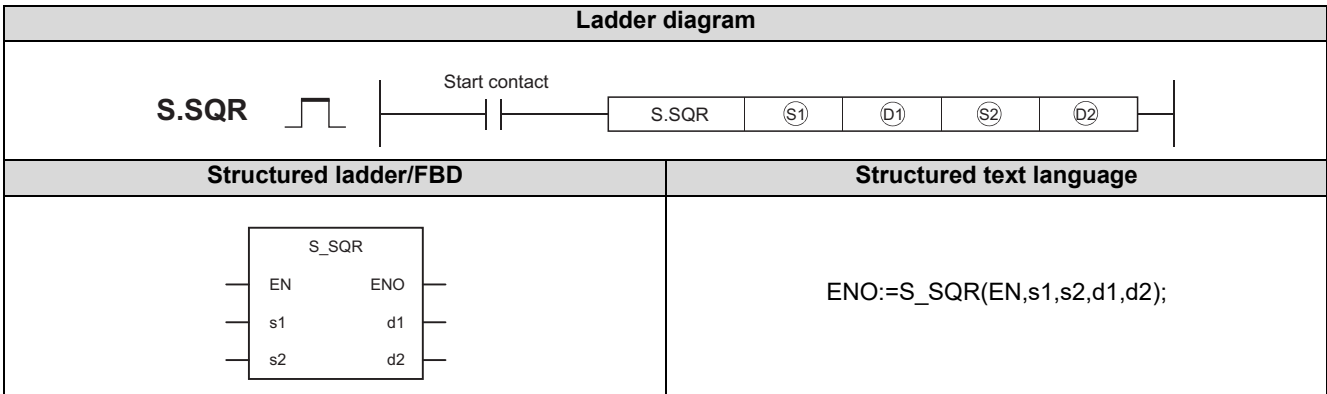 Ladder diagram
Start contact
S.SQR
S.SQR S1 D1 S2 D2
Structured ladder/FBD Structured text language
S_SQR
EN ENO
s1 d1
s2 d2
ENO:=S_SQR(EN,s1,s2,d1,d2);